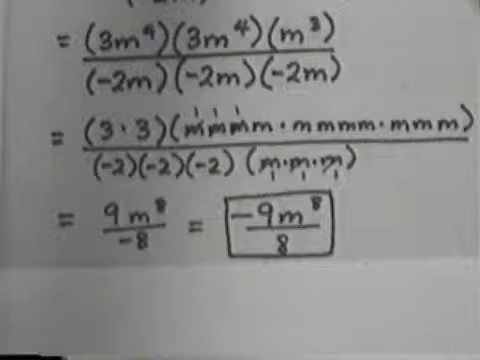 = (3m⁴)(3m⁴)(m³)
(-2m)(-2m)(-2m)
= (3·3)(mmmm·mmmm·mmm)
(-2)(-2)(-2)(m·m·m)
= 9m⁸/-8 = -9m⁸/8